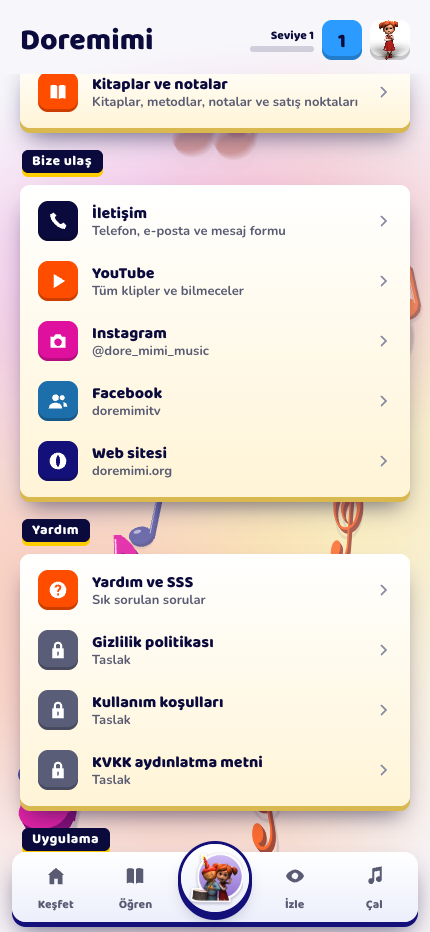 Doremimi
Seviye 1
1
Kitaplar ve notalar
Kitaplar, metodlar, notalar ve satış noktaları
Bize ulaş
İletişim
Telefon, e-posta ve mesaj formu
YouTube
Tüm klipler ve bilmeceler
Instagram
@dore_mimi_music
Facebook
doremimitv
Web sitesi
doremimi.org
Yardım
Yardım ve SSS
Sık sorulan sorular
Gizlilik politikası
Taslak
Kullanım koşulları
Taslak
KVKK aydınlatma metni
Taslak
Uygulama
Keşfet
Öğren
İzle
Çal